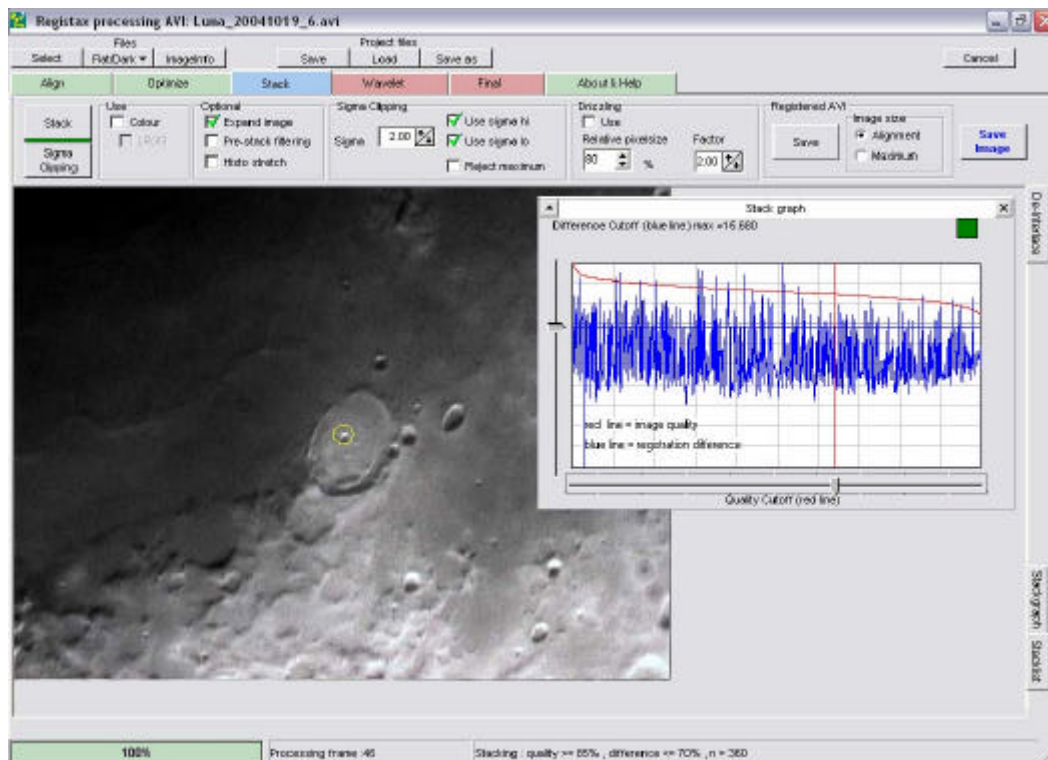 Registax processing AVI: Luna_20041019_6.avi
Files
Project files
Select Flat/Dark ImageInfo Save Load Save as Cancel
Align Optimize Stack Wavelet Final About & Help
Use Optional Sigma Clipping Drizzling Registered AVI
Stack Colour Expand image Use sigma hi Use Image size
Pre-stack filtering Sigma 2.00 Use sigma lo Relative pixelsize Factor Save Alignment Save
Sigma Histo stretch Reject maximum 80 % 2.00 Maximum Image
Clipping
De-Interlace
Stack graph
Difference Cutoff (blue line) max =16,680
red line = image quality
blue line = registration difference
Quality Cutoff (red line)
Stackgraph
Stacklist
100% Processing frame :46 Stacking : quality >= 85% , difference <= 70% , n = 360